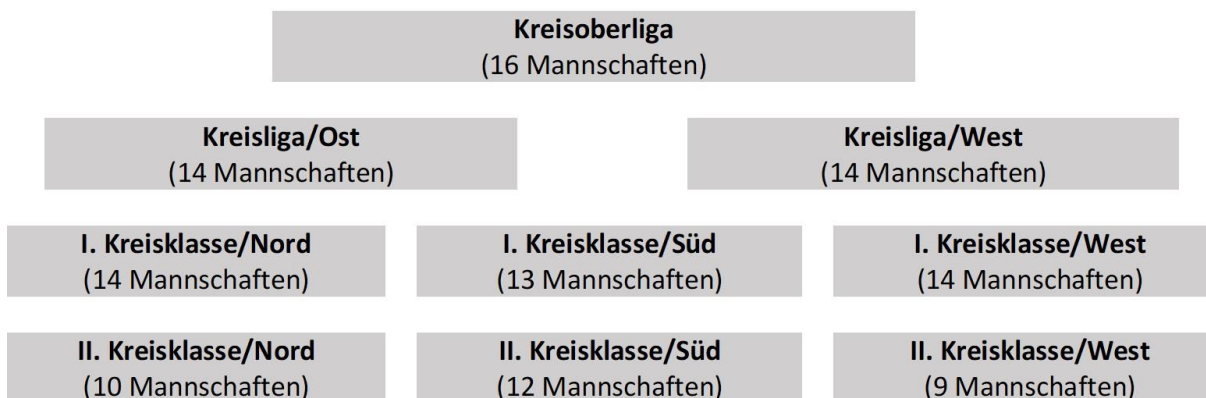 Kreisoberliga
(16 Mannschaften)
Kreisliga/Ost
(14 Mannschaften)
Kreisliga/West
(14 Mannschaften)
I. Kreisklasse/Nord
(14 Mannschaften)
I. Kreisklasse/Süd
(13 Mannschaften)
I. Kreisklasse/West
(14 Mannschaften)
II. Kreisklasse/Nord
(10 Mannschaften)
II. Kreisklasse/Süd
(12 Mannschaften)
II. Kreisklasse/West
(9 Mannschaften)